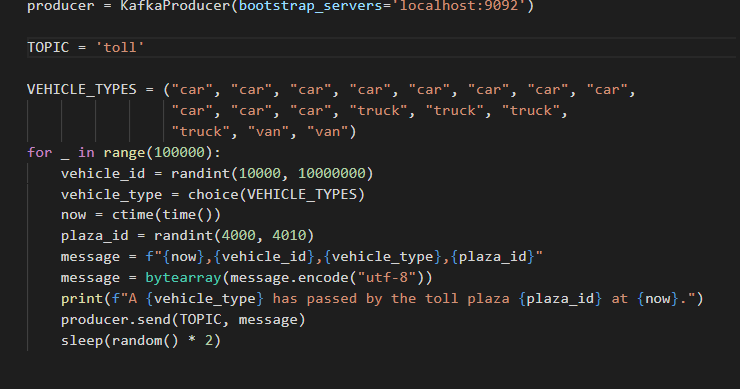 producer = KafkaProducer(bootstrap_servers='localhost:9092')
TOPIC = 'toll'
VEHICLE_TYPES = ("car", "car", "car", "car", "car", "car", "car", "car",
"car", "car", "car", "truck", "truck", "truck",
"truck", "van", "van")
for _ in range(100000):
vehicle_id = randint(10000, 10000000)
vehicle_type = choice(VEHICLE_TYPES)
now = ctime(time())
plaza_id = randint(4000, 4010)
message = f"{now},{vehicle_id},{vehicle_type},{plaza_id}"
message = bytearray(message.encode("utf-8"))
print(f"A {vehicle_type} has passed by the toll plaza {plaza_id} at {now}.")
producer.send(TOPIC, message)
sleep(random() * 2)